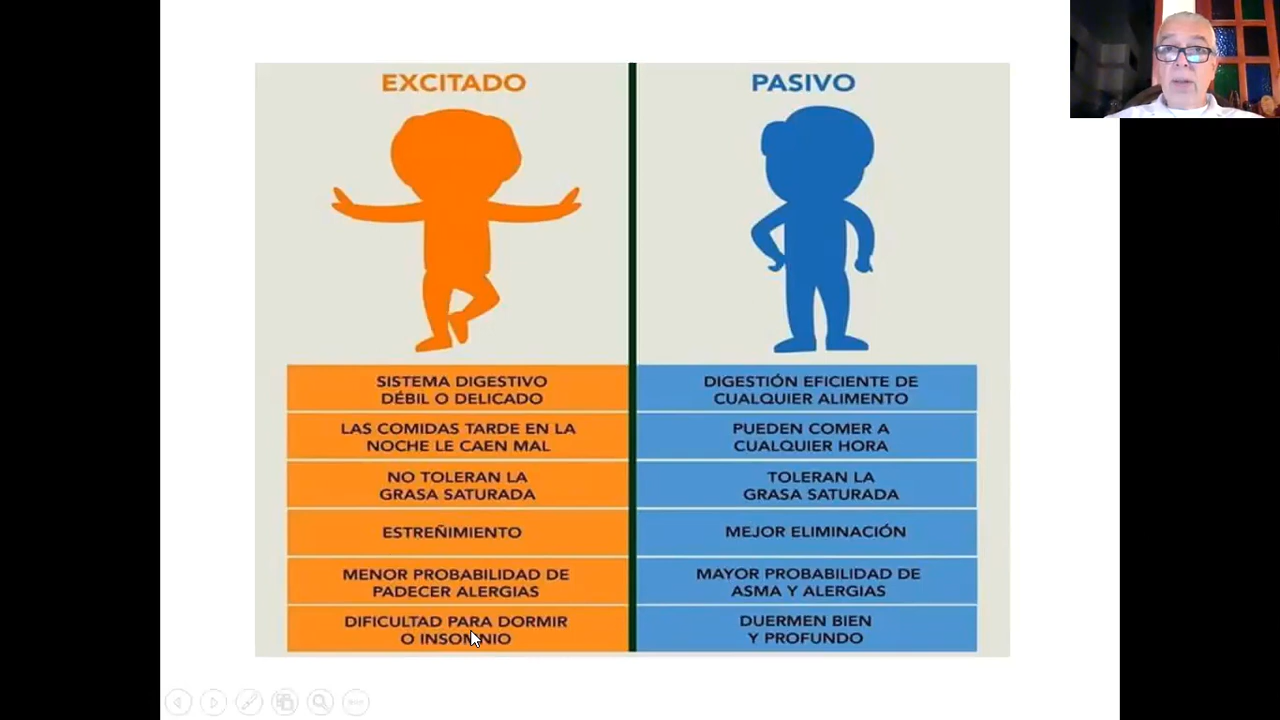 EXCITADO
PASIVO
SISTEMA DIGESTIVO
DÉBIL O DELICADO
DIGESTIÓN EFICIENTE DE
CUALQUIER ALIMENTO
LAS COMIDAS TARDE EN LA
NOCHE LE CAEN MAL
PUEDEN COMER A
CUALQUIER HORA
NO TOLERAN LA
GRASA SATURADA
TOLERAN LA
GRASA SATURADA
ESTREÑIMIENTO
MEJOR ELIMINACIÓN
MENOR PROBABILIDAD DE
PADECER ALERGIAS
MAYOR PROBABILIDAD DE
ASMA Y ALERGIAS
DIFICULTAD PARA DORMIR
O INSOMNIO
DUERMEN BIEN
Y PROFUNDO